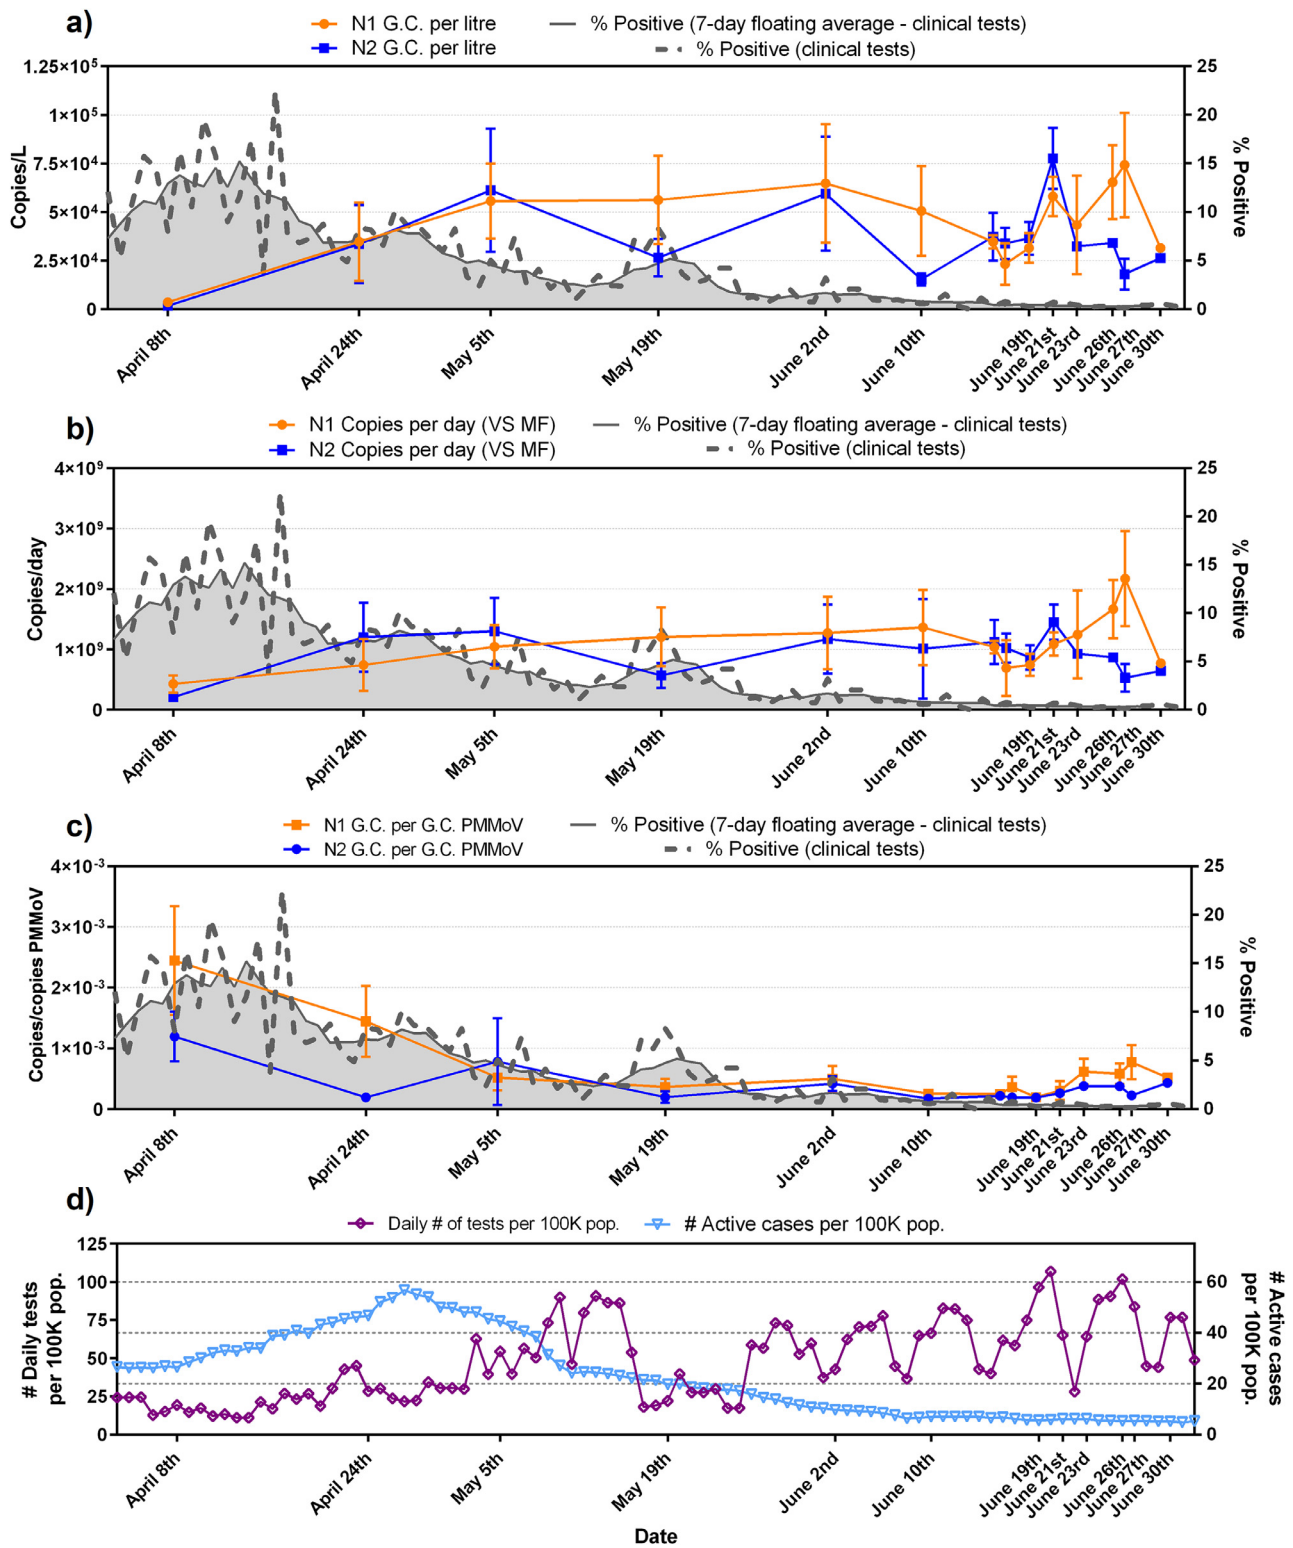 a)
N1 G.C. per litre
% Positive (7-day floating average - clinical tests)
N2 G.C. per litre
% Positive (clinical tests)
Copies/L
1.25×10⁵
1×10⁵
7.5×10⁴
5×10⁴
2.5×10⁴
0
25
20
15
10
5
0
% Positive
April 8th
April 24th
May 5th
May 19th
June 2nd
June 10th
June 19th
June 21st
June 23rd
June 26th
June 27th
June 30th
b)
N1 Copies per day (VS MF)
% Positive (7-day floating average - clinical tests)
N2 Copies per day (VS MF)
% Positive (clinical tests)
Copies/day
4×10⁹
3×10⁹
2×10⁹
1×10⁹
0
25
20
15
10
5
0
% Positive
April 8th
April 24th
May 5th
May 19th
June 2nd
June 10th
June 19th
June 21st
June 23rd
June 26th
June 27th
June 30th
c)
N1 G.C. per G.C. PMMoV
% Positive (7-day floating average - clinical tests)
N2 G.C. per G.C. PMMoV
% Positive (clinical tests)
Copies/copies PMMoV
4×10⁻³
3×10⁻³
2×10⁻³
1×10⁻³
0
25
20
15
10
5
0
% Positive
April 8th
April 24th
May 5th
May 19th
June 2nd
June 10th
June 19th
June 21st
June 23rd
June 26th
June 27th
June 30th
d)
Daily # of tests per 100K pop.
# Active cases per 100K pop.
# Daily tests
per 100K pop.
125
100
75
50
25
0
60
40
20
0
# Active cases
per 100K pop.
April 8th
April 24th
May 5th
May 19th
June 2nd
June 10th
June 19th
June 21st
June 23rd
June 26th
June 27th
June 30th
Date